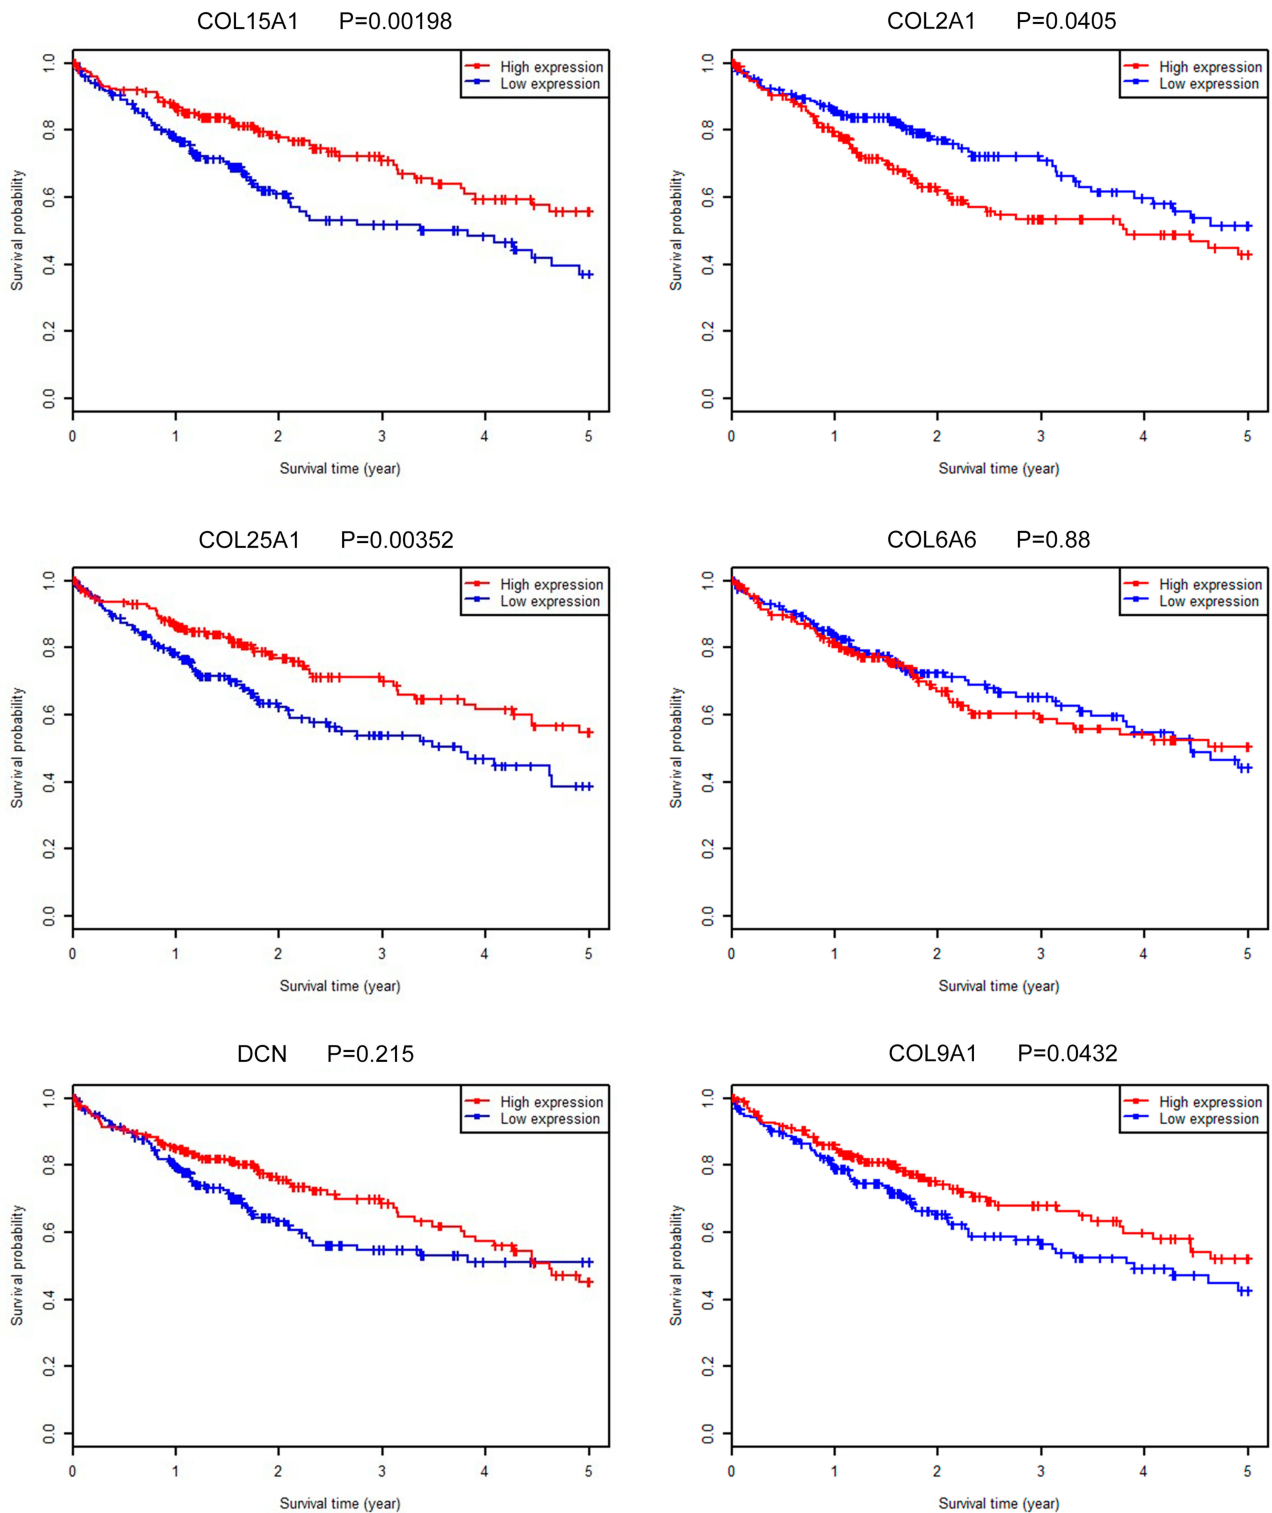 COL15A1 P=0.00198
High expression
Low expression
Survival probability
0.0 0.2 0.4 0.6 0.8 1.0
0 1 2 3 4 5
Survival time (year)
COL2A1 P=0.0405
High expression
Low expression
Survival probability
0.0 0.2 0.4 0.6 0.8 1.0
0 1 2 3 4 5
Survival time (year)
COL25A1 P=0.00352
High expression
Low expression
Survival probability
0.0 0.2 0.4 0.6 0.8 1.0
0 1 2 3 4 5
Survival time (year)
COL6A6 P=0.88
High expression
Low expression
Survival probability
0.0 0.2 0.4 0.6 0.8 1.0
0 1 2 3 4 5
Survival time (year)
DCN P=0.215
High expression
Low expression
Survival probability
0.0 0.2 0.4 0.6 0.8 1.0
0 1 2 3 4 5
Survival time (year)
COL9A1 P=0.0432
High expression
Low expression
Survival probability
0.0 0.2 0.4 0.6 0.8 1.0
0 1 2 3 4 5
Survival time (year)